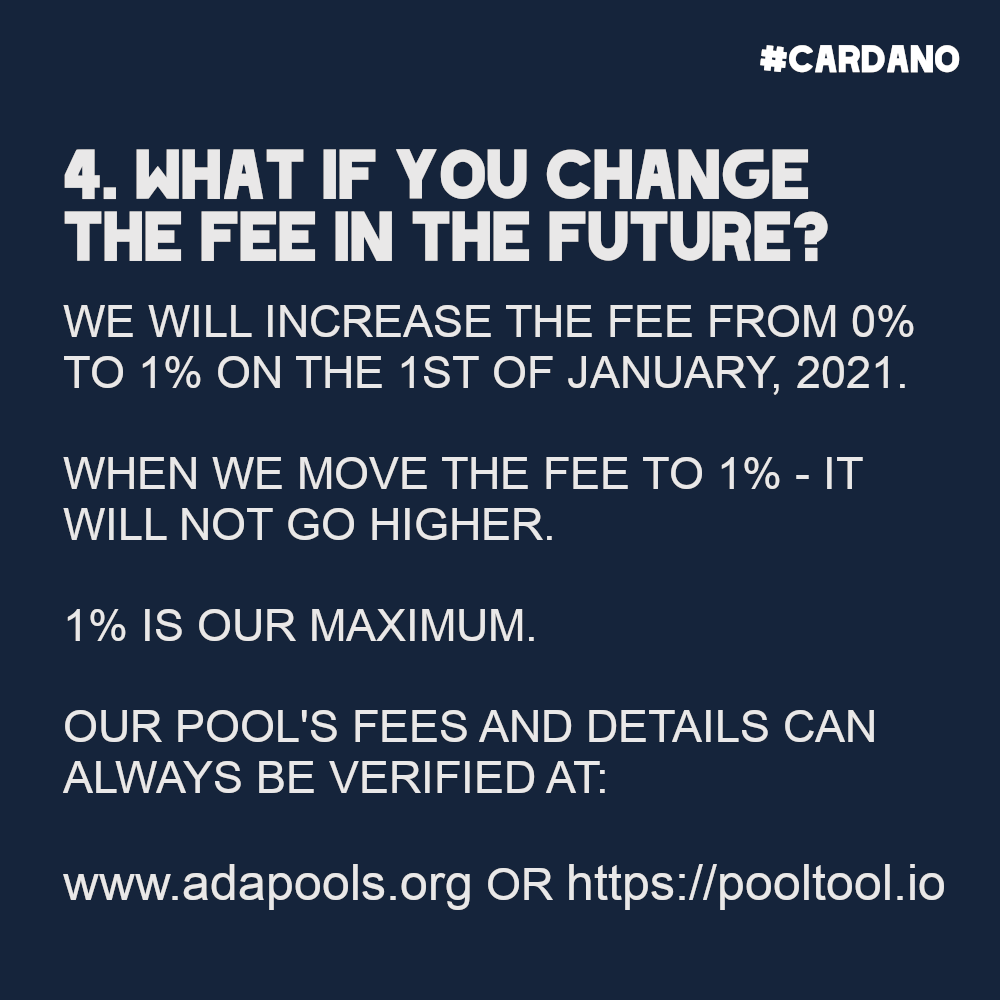 #CARDANO
4. WHAT IF YOU CHANGE
THE FEE IN THE FUTURE?
WE WILL INCREASE THE FEE FROM 0%
TO 1% ON THE 1ST OF JANUARY, 2021.
WHEN WE MOVE THE FEE TO 1% - IT
WILL NOT GO HIGHER.
1% IS OUR MAXIMUM.
OUR POOL'S FEES AND DETAILS CAN
ALWAYS BE VERIFIED AT:
www.adapools.org OR https://pooltool.io